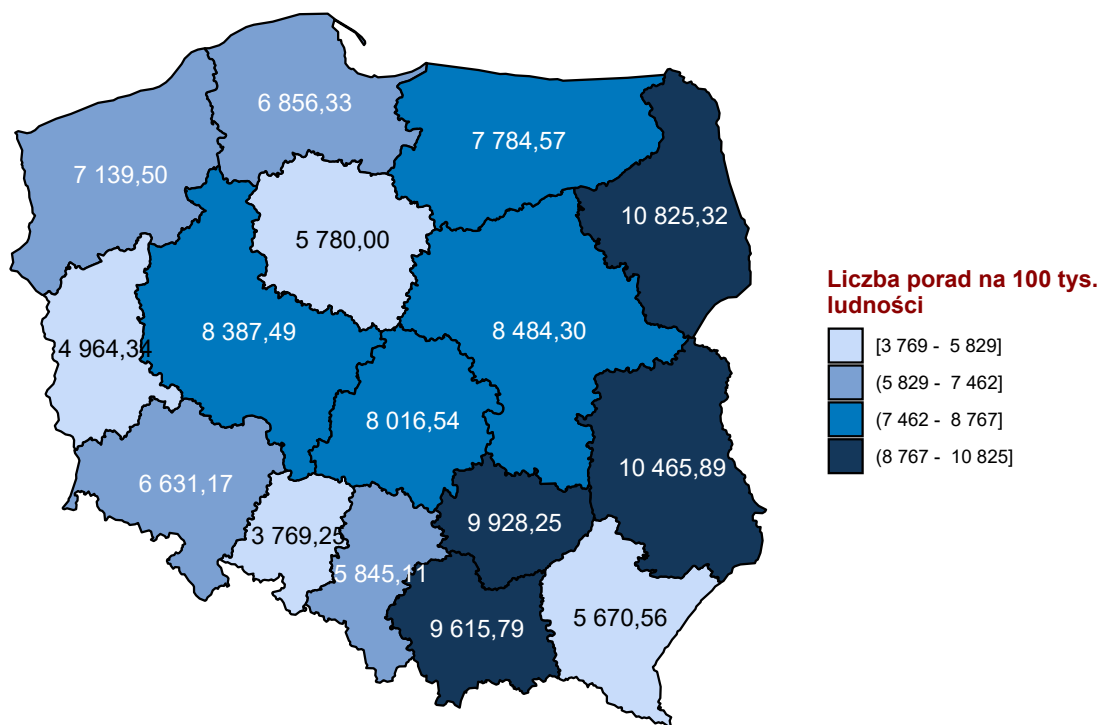 6 856,33
7 784,57
7 139,50
10 825,32
5 780,00
8 387,49
8 484,30
4 964,34
8 016,54
10 465,89
6 631,17
9 928,25
3 769,25
5 845,11
5 670,56
9 615,79
Liczba porad na 100 tys.
ludności
[3 769 - 5 829]
(5 829 - 7 462]
(7 462 - 8 767]
(8 767 - 10 825]